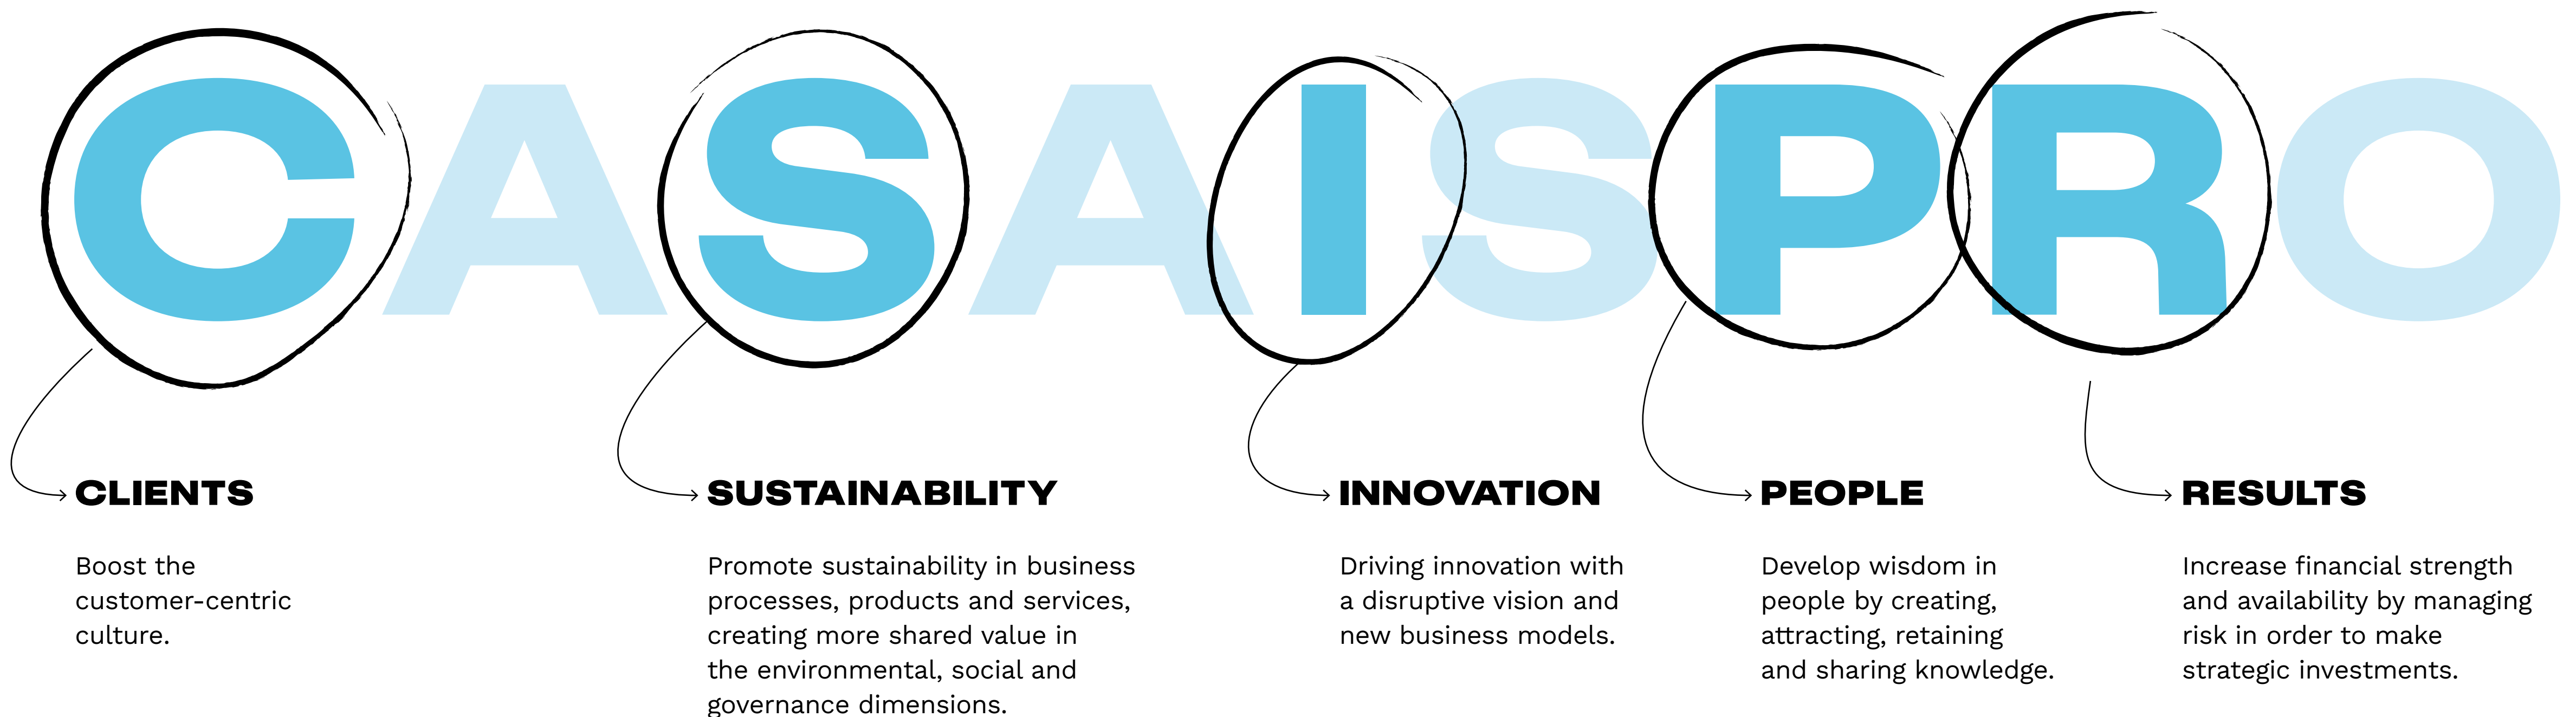 CASAISPRO
CLIENTS
Boost the
customer-centric
culture.
SUSTAINABILITY
Promote sustainability in business
processes, products and services,
creating more shared value in
the environmental, social and
governance dimensions.
INNOVATION
Driving innovation with
a disruptive vision and
new business models.
PEOPLE
Develop wisdom in
people by creating,
attracting, retaining
and sharing knowledge.
RESULTS
Increase financial strength
and availability by managing
risk in order to make
strategic investments.